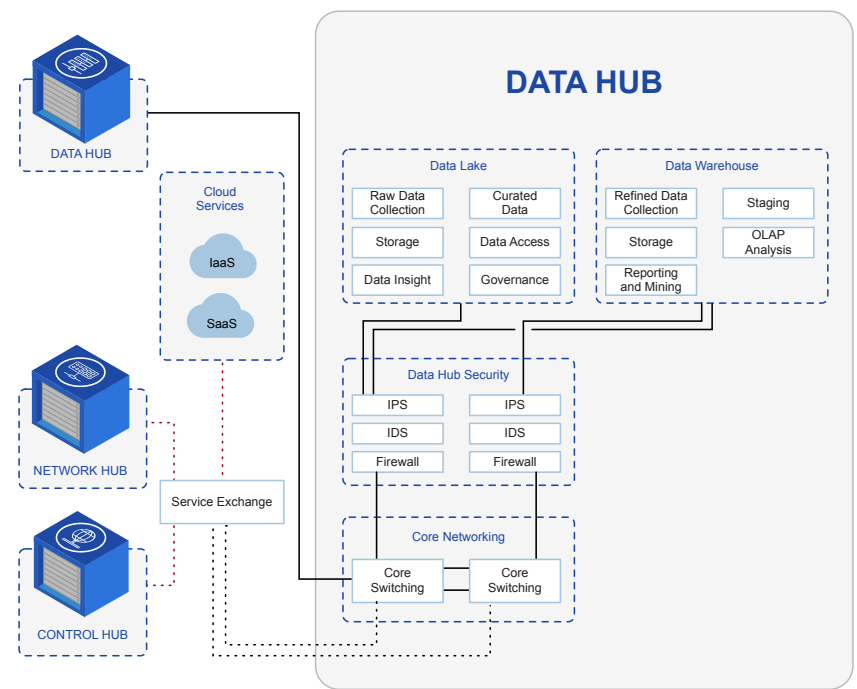 DATA HUB
DATA HUB
Cloud
Services
IaaS
SaaS
Data Lake
Raw Data
Collection
Curated
Data
Storage
Data Access
Data Insight
Governance
Data Warehouse
Refined Data
Collection
Staging
Storage
OLAP
Analysis
Reporting
and Mining
Data Hub Security
IPS
IPS
IDS
IDS
Firewall
Firewall
NETWORK HUB
Service Exchange
Core Networking
Core
Switching
Core
Switching
CONTROL HUB